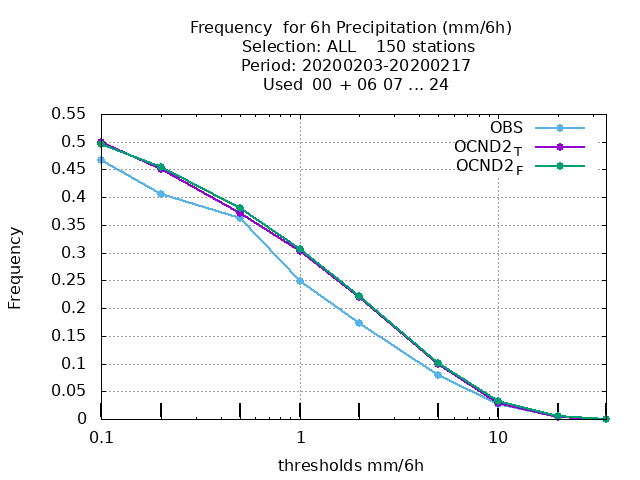 Frequency  for 6h Precipitation (mm/6h)
Selection: ALL    150 stations
Period: 20200203-20200217
Used  00 + 06 07 ... 24
OBS
OCND2T
OCND2F
0.55
0.5
0.45
0.4
0.35
0.3
0.25
0.2
0.15
0.1
0.05
0
Frequency
0.1 1 10
thresholds mm/6h